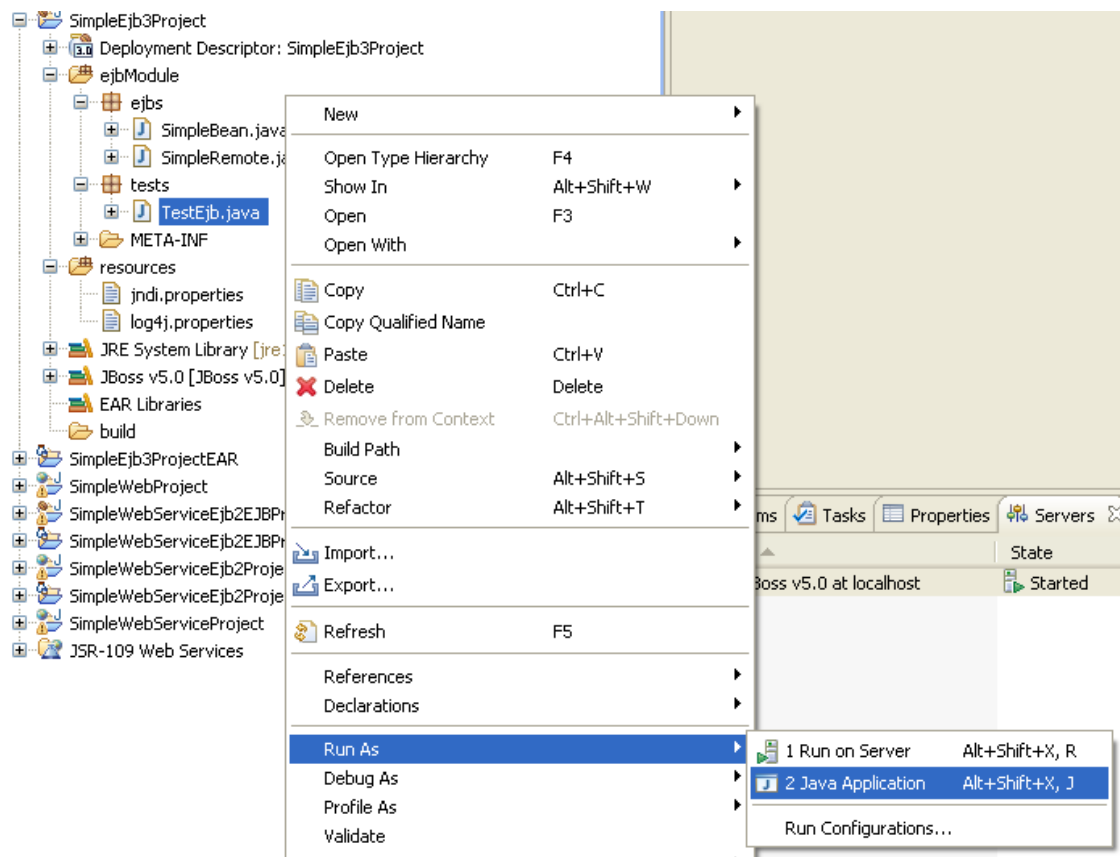 SimpleEjb3Project
3.0 Deployment Descriptor: SimpleEjb3Project
ejbModule
ejbs
SimpleBean.java
SimpleRemote.ja
tests
TestEjb.java
META-INF
resources
jndi.properties
log4j.properties
JRE System Library [jre
JBoss v5.0 [JBoss v5.0]
EAR Libraries
build
SimpleEjb3ProjectEAR
SimpleWebProject
SimpleWebServiceEjb2EJBPr
SimpleWebServiceEjb2EJBPr
SimpleWebServiceEjb2Proje
SimpleWebServiceEjb2Proje
SimpleWebServiceProject
JSR-109 Web Services
New
Open Type Hierarchy F4
Show In Alt+Shift+W
Open F3
Open With
Copy Ctrl+C
Copy Qualified Name
Paste Ctrl+V
Delete Delete
Remove from Context Ctrl+Alt+Shift+Down
Build Path
Source Alt+Shift+S
Refactor Alt+Shift+T
Import...
Export...
Refresh F5
References
Declarations
Run As
Debug As
Profile As
Validate
1 Run on Server Alt+Shift+X, R
2 Java Application Alt+Shift+X, J
Run Configurations...
ms Tasks Properties Servers
State
Boss v5.0 at localhost Started